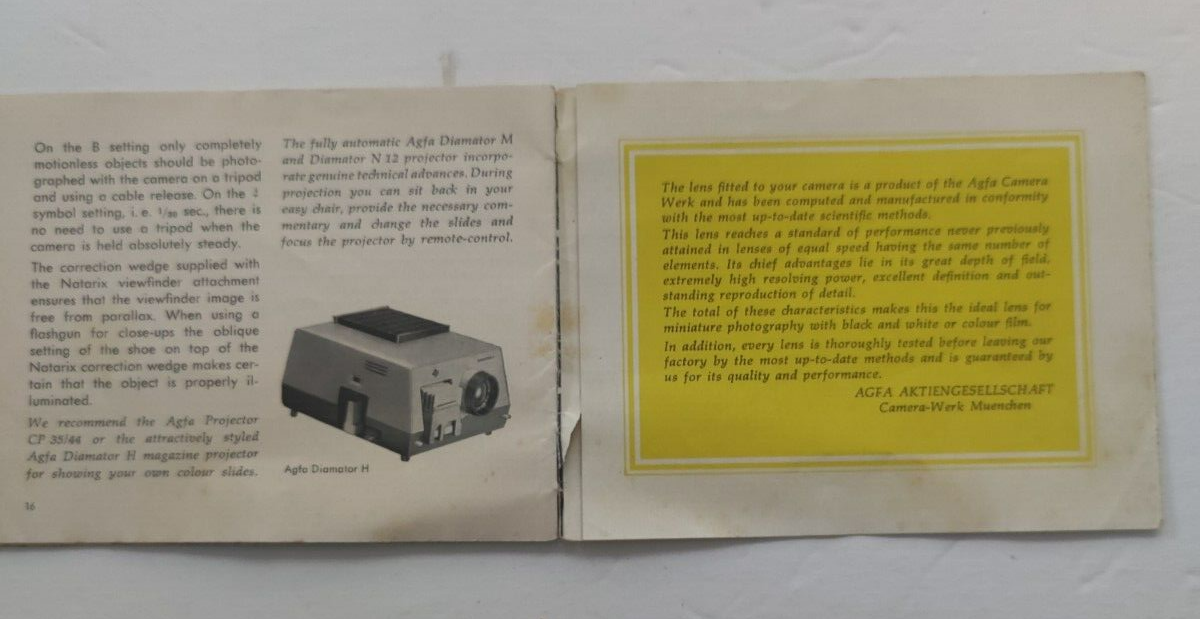 On the B setting only completely
motionless objects should be photo-
graphed with the camera on a tripod
and using a cable release. On the
symbol setting, i. e. 1/30 sec., there is
no need to use a tripod when the
camera is held absolutely steady.
The correction wedge supplied with
the Natarix viewfinder attachment
ensures that the viewfinder image is
free from parallax. When using a
flashgun for close-ups the oblique
setting of the shoe on top of the
Natarix correction wedge makes cer-
tain that the object is properly il-
luminated.
We recommend the Agfa Projector
CP 35/44 or the attractively styled
Agfa Diamator H magazine projector
for showing your own colour slides.
16
The fully automatic Agfa Diamator M
and Diamator N 12 projector incorpo-
rate genuine technical advances. During
projection you can sit back in your
easy chair, provide the necessary com-
mentary and change the slides and
focus the projector by remote-control.
Agfa Diamator H
The lens fitted to your camera is a product of the Agfa Camera
Werk and has been computed and manufactured in conformity
with the most up-to-date scientific methods.
This lens reaches a standard of performance never previously
attained in lenses of equal speed having the same number of
elements. Its chief advantages lie in its great depth of field,
extremely high resolving power, excellent definition and out-
standing reproduction of detail.
The total of these characteristics makes this the ideal lens for
miniature photography with black and white or colour film.
In addition, every lens is thoroughly tested before leaving our
factory by the most up-to-date methods and is guaranteed by
us for its quality and performance.
AGFA AKTIENGESELLSCHAFT
Camera-Werk Muenchen